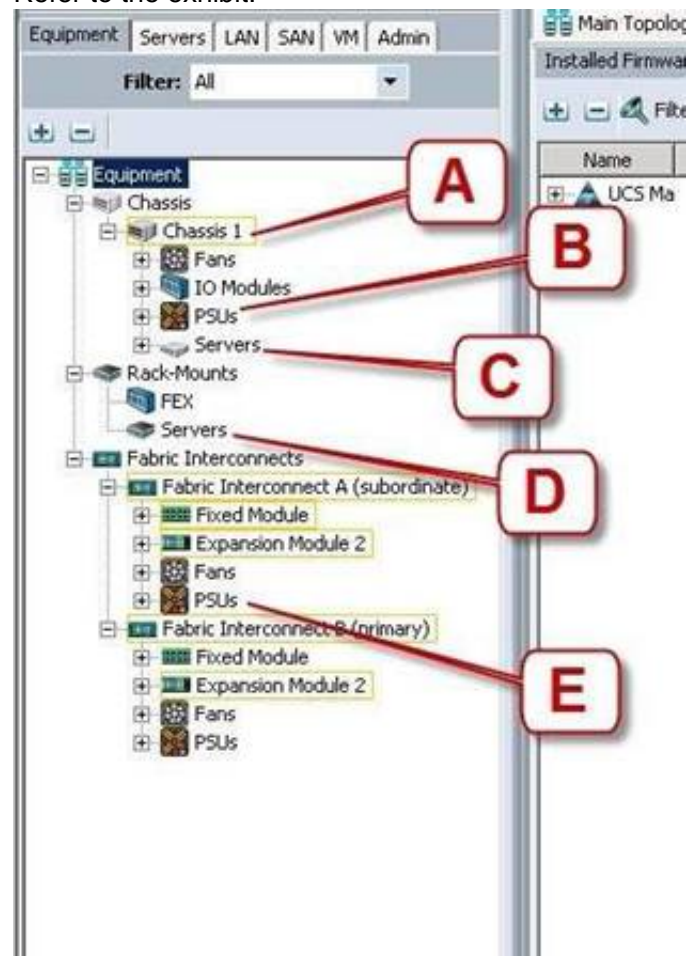 Refer to the exhibit.
Equipment Servers LAN SAN VM Admin
Filter: All
Equipment
Chassis
Chassis 1
Fans
IO Modules
PSUs
Servers
Rack-Mounts
FEX
Servers
Fabric Interconnects
Fabric Interconnect A (subordinate)
Fixed Module
Expansion Module 2
Fans
PSUs
Fabric Interconnect B (primary)
Fixed Module
Expansion Module 2
Fans
PSUs
A
B
C
D
E
Main Topolog
Installed Firmwar
Filte
Name
UCS Ma